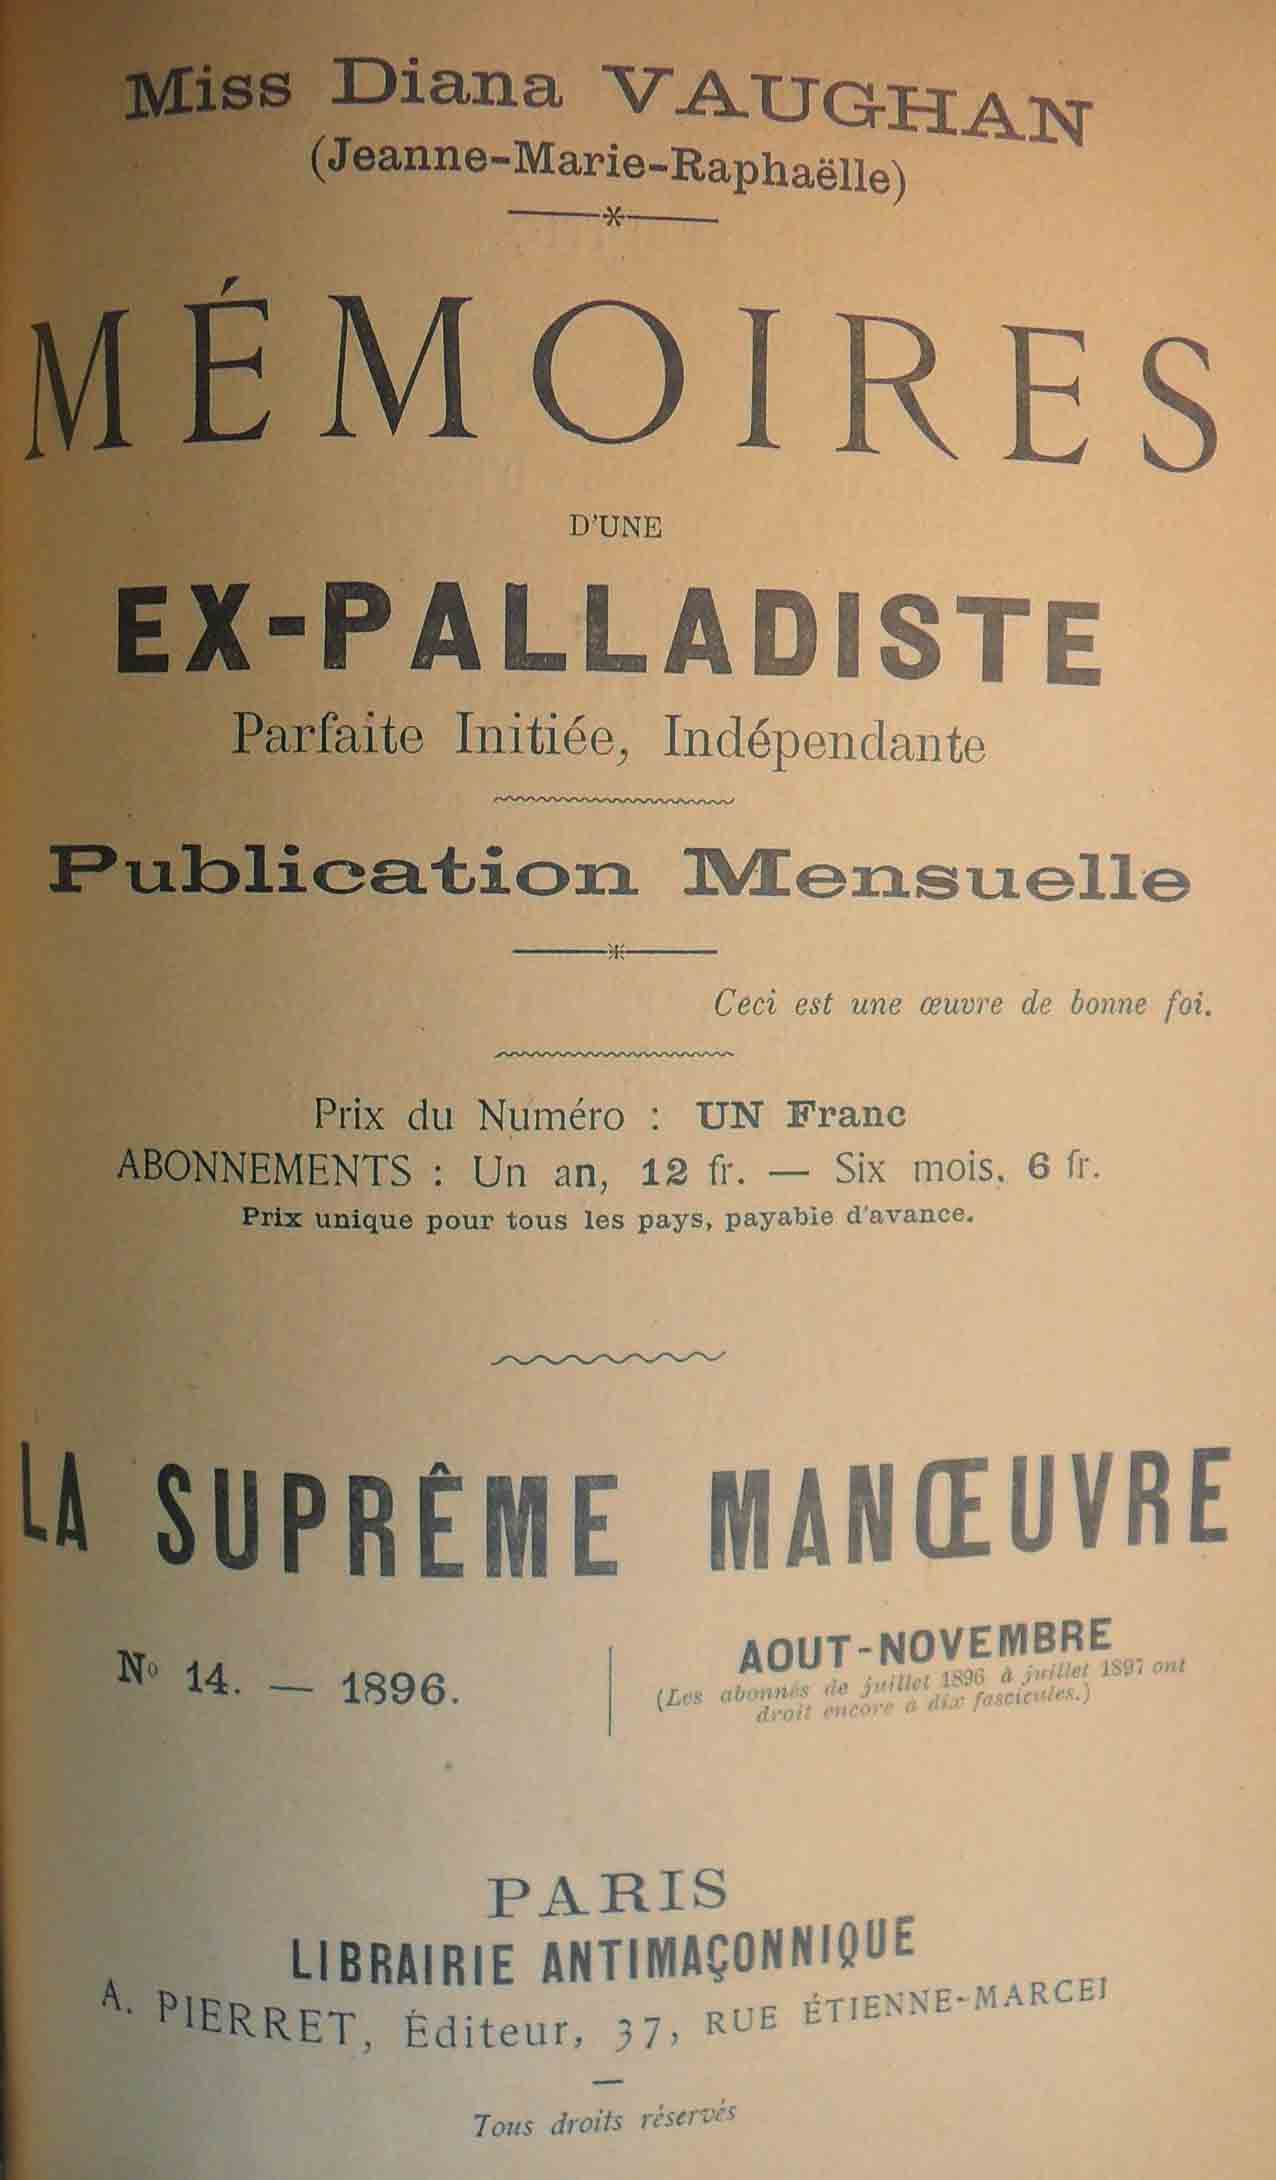 Miss Diana VAUGHAN
(Jeanne-Marie-Raphaëlle)
MÉMOIRES
D'UNE
EX-PALLADISTE
Parfaite Initiée, Indépendante
Publication Mensuelle
Ceci est une œuvre de bonne foi.
Prix du Numéro : UN Franc
ABONNEMENTS : Un an, 12 fr. — Six mois, 6 fr.
Prix unique pour tous les pays, payable d'avance.
LA SUPRÊME MANŒUVRE
No 14. — 1896.
AOUT-NOVEMBRE
(Les abonnés de juillet 1896 à juillet 1897 ont
droit encore à dix fascicules.)
PARIS
LIBRAIRIE ANTIMAÇONNIQUE
A. PIERRET, Éditeur, 37, RUE ÉTIENNE-MARCEL
Tous droits réservés